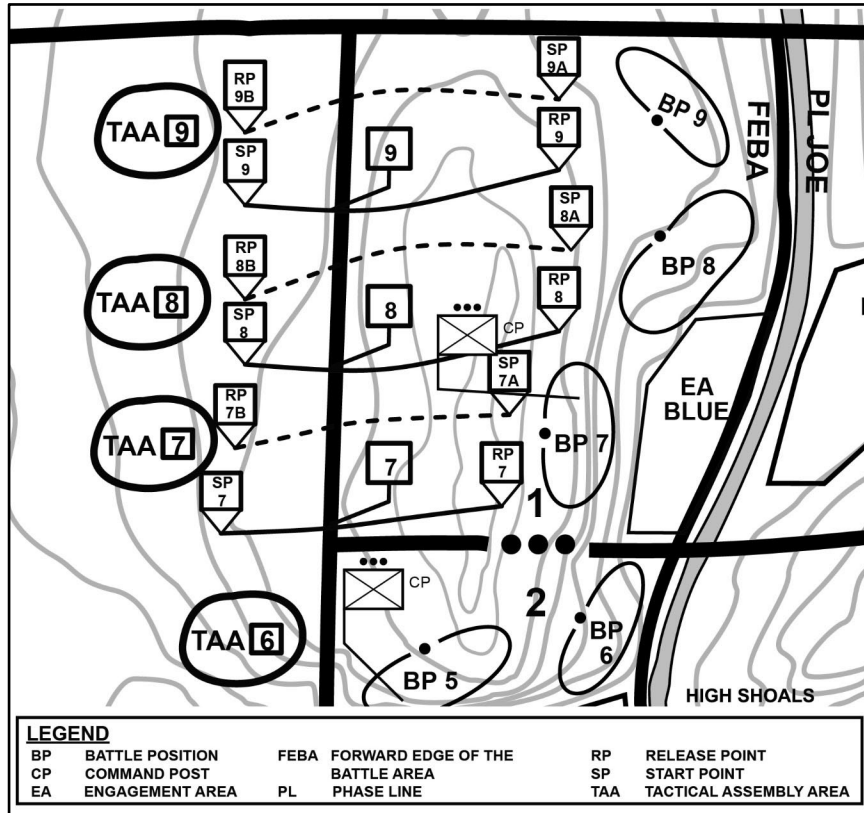 SP
9A
RP
9B
BP 9
FEBA
PL JOE
RP
9
TAA 9
SP
9
9
SP
8A
RP
8B
BP 8
RP
8
TAA 8
SP
8
8
CP
SP
7A
EA
BLUE
RP
7B
TAA 7
BP 7
7
RP
7
SP
7
1
2
CP
TAA 6
BP
6
BP 5
HIGH SHOALS
LEGEND
BP BATTLE POSITION FEBA FORWARD EDGE OF THE RP RELEASE POINT
CP COMMAND POST BATTLE AREA SP START POINT
EA ENGAGEMENT AREA PL PHASE LINE TAA TACTICAL ASSEMBLY AREA